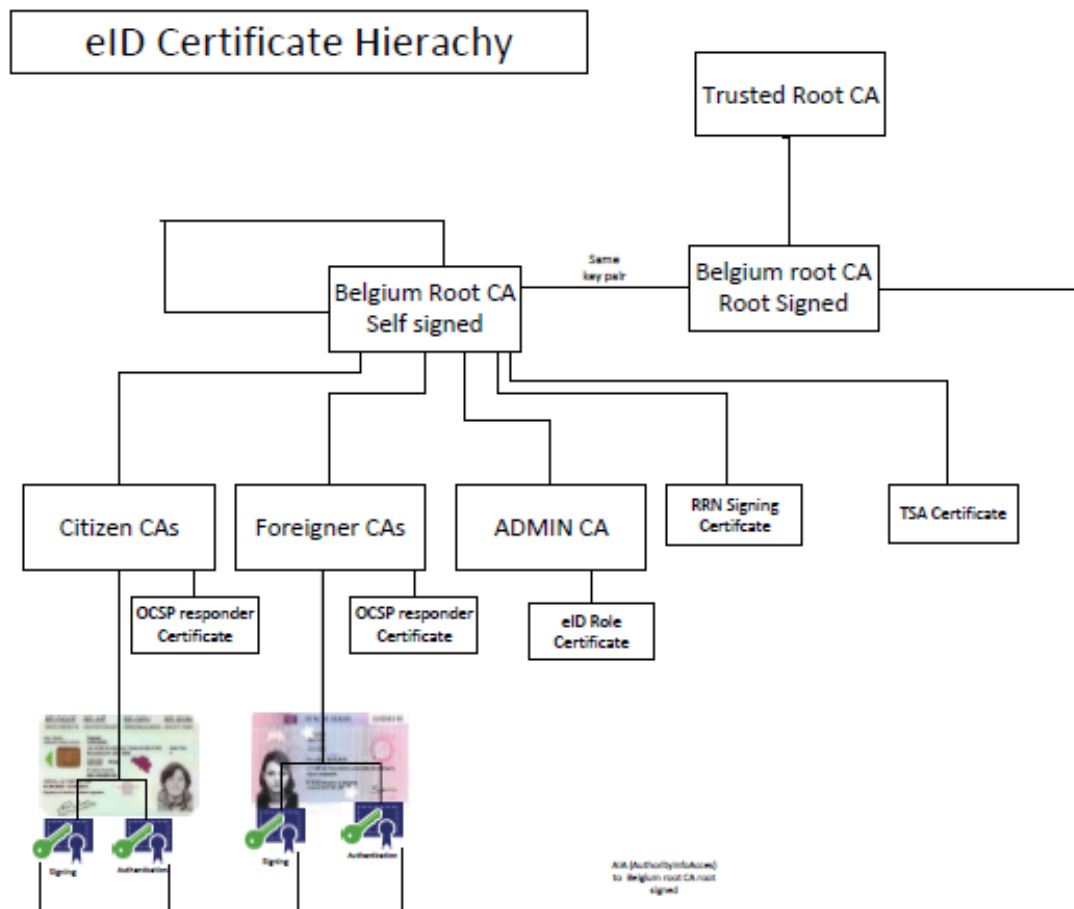 eID Certificate Hierachy
Trusted Root CA
Same
key pair
Belgium Root CA
Self signed
Belgium root CA
Root Signed
Citizen CAs
Foreigner CAs
ADMIN CA
RRN Signing
Certifcate
TSA Certificate
OCSP responder
Certificate
OCSP responder
Certificate
eID Role
Certificate
Signing
Authentication
Signing
Authentication
AIA (AuthorityInfoAcces)
to Belgium root CA root
signed